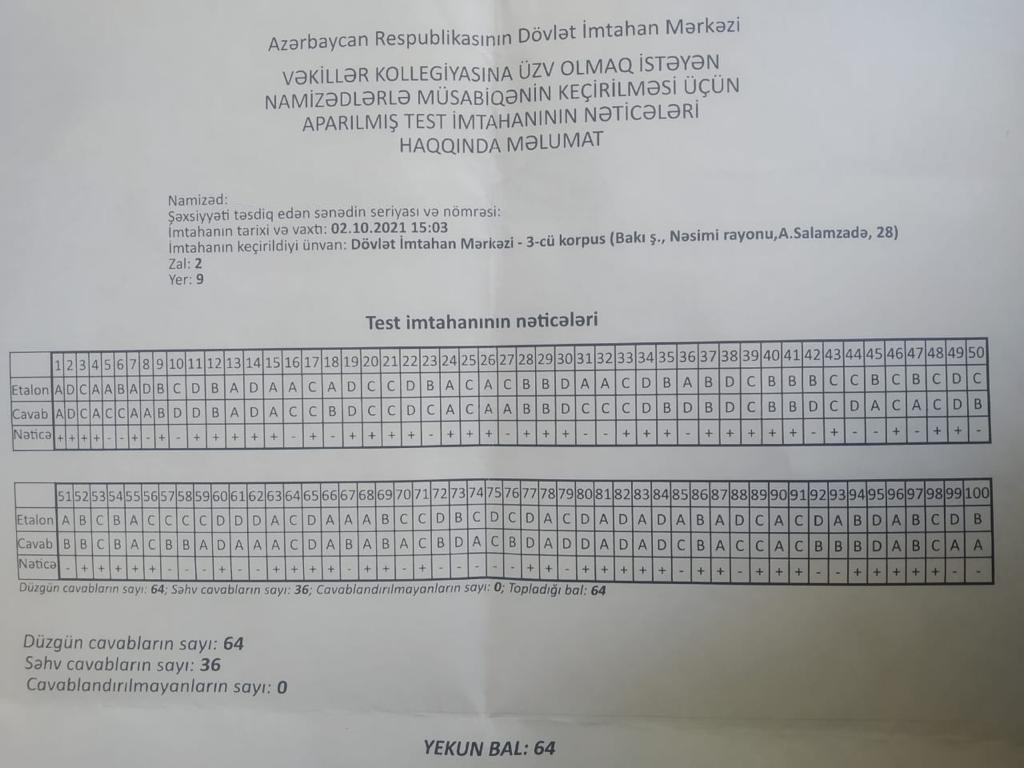 Azərbaycan Respublikasının Dövlət İmtahan Mərkəzi
VƏKİLLƏR KOLLEGİYASINA ÜZV OLMAQ İSTƏYƏN
NAMİZƏDLƏRLƏ MÜSABİQƏNİN KEÇİRİLMƏSİ ÜÇÜN
APARILMIŞ TEST İMTAHANININ NƏTİCƏLƏRİ
HAQQINDA MƏLUMAT
Namizəd:
Şəxsiyyəti təsdiq edən sənədin seriyası və nömrəsi:
İmtahanın tarixi və vaxtı: 02.10.2021 15:03
İmtahanın keçirildiyi ünvan: Dövlət İmtahan Mərkəzi - 3-cü korpus (Bakı ş., Nəsimi rayonu,A.Salamzadə, 28)
Zal: 2
Yer: 9
Test imtahanının nəticələri
1 2 3 4 5 6 7 8 9 10 11 12 13 14 15 16 17 18 19 20 21 22 23 24 25 26 27 28 29 30 31 32 33 34 35 36 37 38 39 40 41 42 43 44 45 46 47 48 49 50
Etalon A D C A A B A D B C D B A D A A C A D C C D B A C A C B B D A A C D B A B D C B B B C C B C B C D C
Cavab A D C A C C A A B D D B A D A C C B D C C D C A C A A B B D C C C D B D B D C B B D C D A C A C D B
Nəticə + + + + - - + - + - + + + + + - + - + + + + - + + + - + + + - - + + + - + + + + + - + - - + - + + -
51 52 53 54 55 56 57 58 59 60 61 62 63 64 65 66 67 68 69 70 71 72 73 74 75 76 77 78 79 80 81 82 83 84 85 86 87 88 89 90 91 92 93 94 95 96 97 98 99 100
Etalon A B C B A C C C C D D D A C D A A A B C C D B C D C D A C D A D A D A B A D C A C D A B D A B C D B
Cavab B B C B A C B B A D A A A C D A B A B A C B D A C B D A D D A D A D C B A C C A C B B B D A B C A A
Nəticə - + + + + + - - - + - - + + + + - + + - + - - - - - + + - + + + + + - + + - + + + - - + + + + + - -
Düzgün cavabların sayı: 64; Səhv cavabların sayı: 36; Cavablandırılmayanların sayı: 0; Topladığı bal: 64
Düzgün cavabların sayı: 64
Səhv cavabların sayı: 36
Cavablandırılmayanların sayı: 0
YEKUN BAL: 64